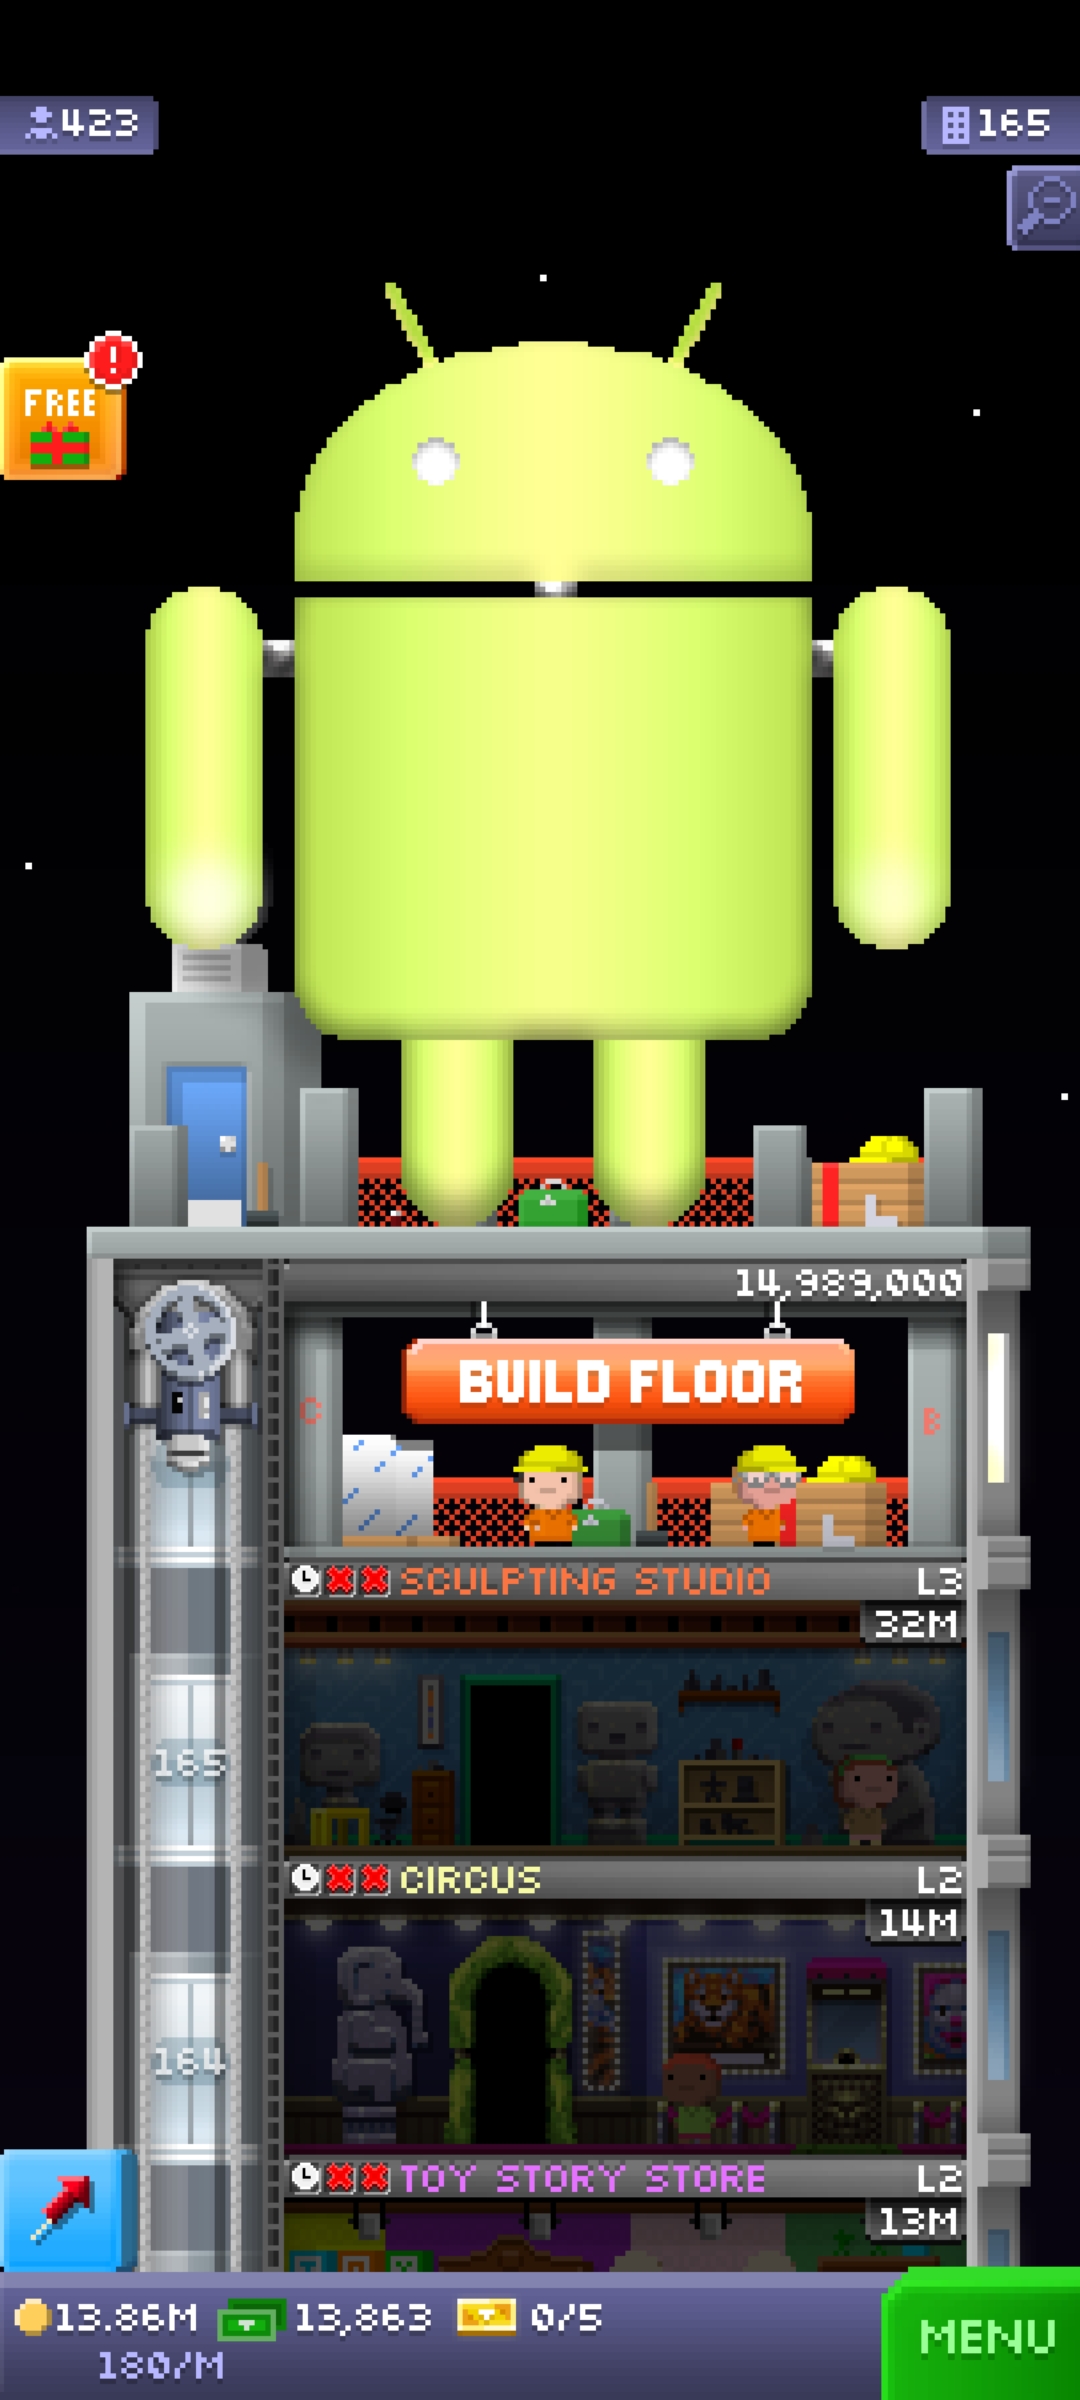 423
165
FREE
!
14,989,000
BUILD FLOOR
C
B
SCULPTING STUDIO L3
32M
165
CIRCUS L2
14M
164
TOY STORY STORE L2
13M
13.86M 13,863 0/5
180/M
MENU